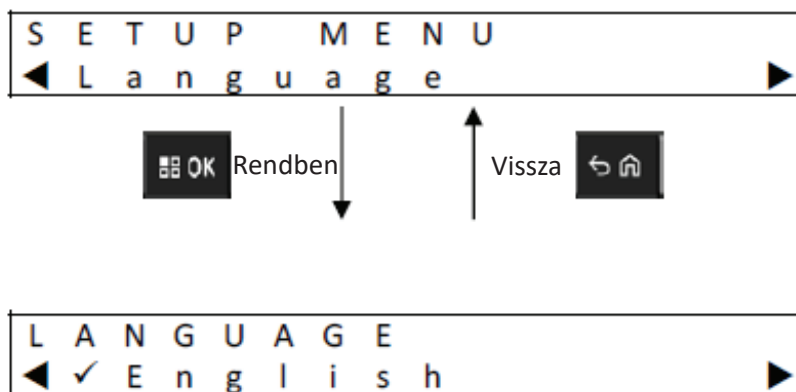 SETUP MENU
◀ Language ▶
OK Rendben Vissza
LANGUAGE
◀ ✓ English ▶